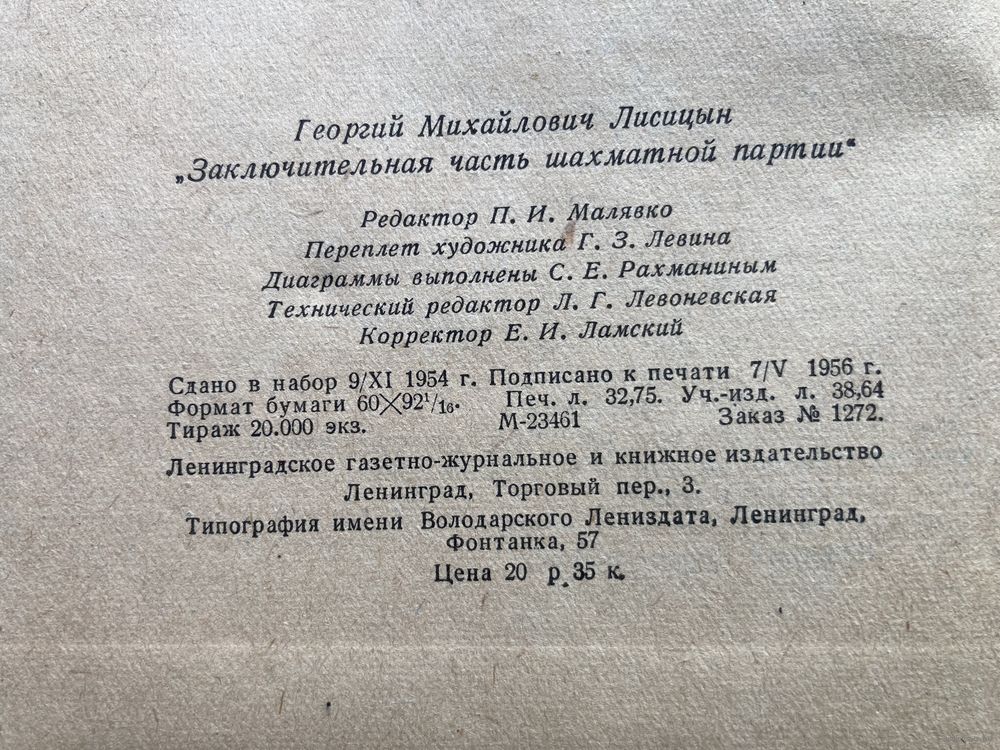 Георгий Михайлович Лисицын
„Заключительная часть шахматной партии“
Редактор П. И. Малявко
Переплет художника Г. З. Левина
Диаграммы выполнены С. Е. Рахманиным
Технический редактор Л. Г. Левоневская
Корректор Е. И. Ламский
Сдано в набор 9/XI 1954 г. Подписано к печати 7/V 1956 г.
Формат бумаги 60×92¹/₁₆. Печ. л. 32,75. Уч.-изд. л. 38,64
Тираж 20.000 экз. М-23461 Заказ № 1272.
Ленинградское газетно-журнальное и книжное издательство
Ленинград, Торговый пер., 3.
Типография имени Володарского Лениздата, Ленинград,
Фонтанка, 57
Цена 20 р. 35 к.